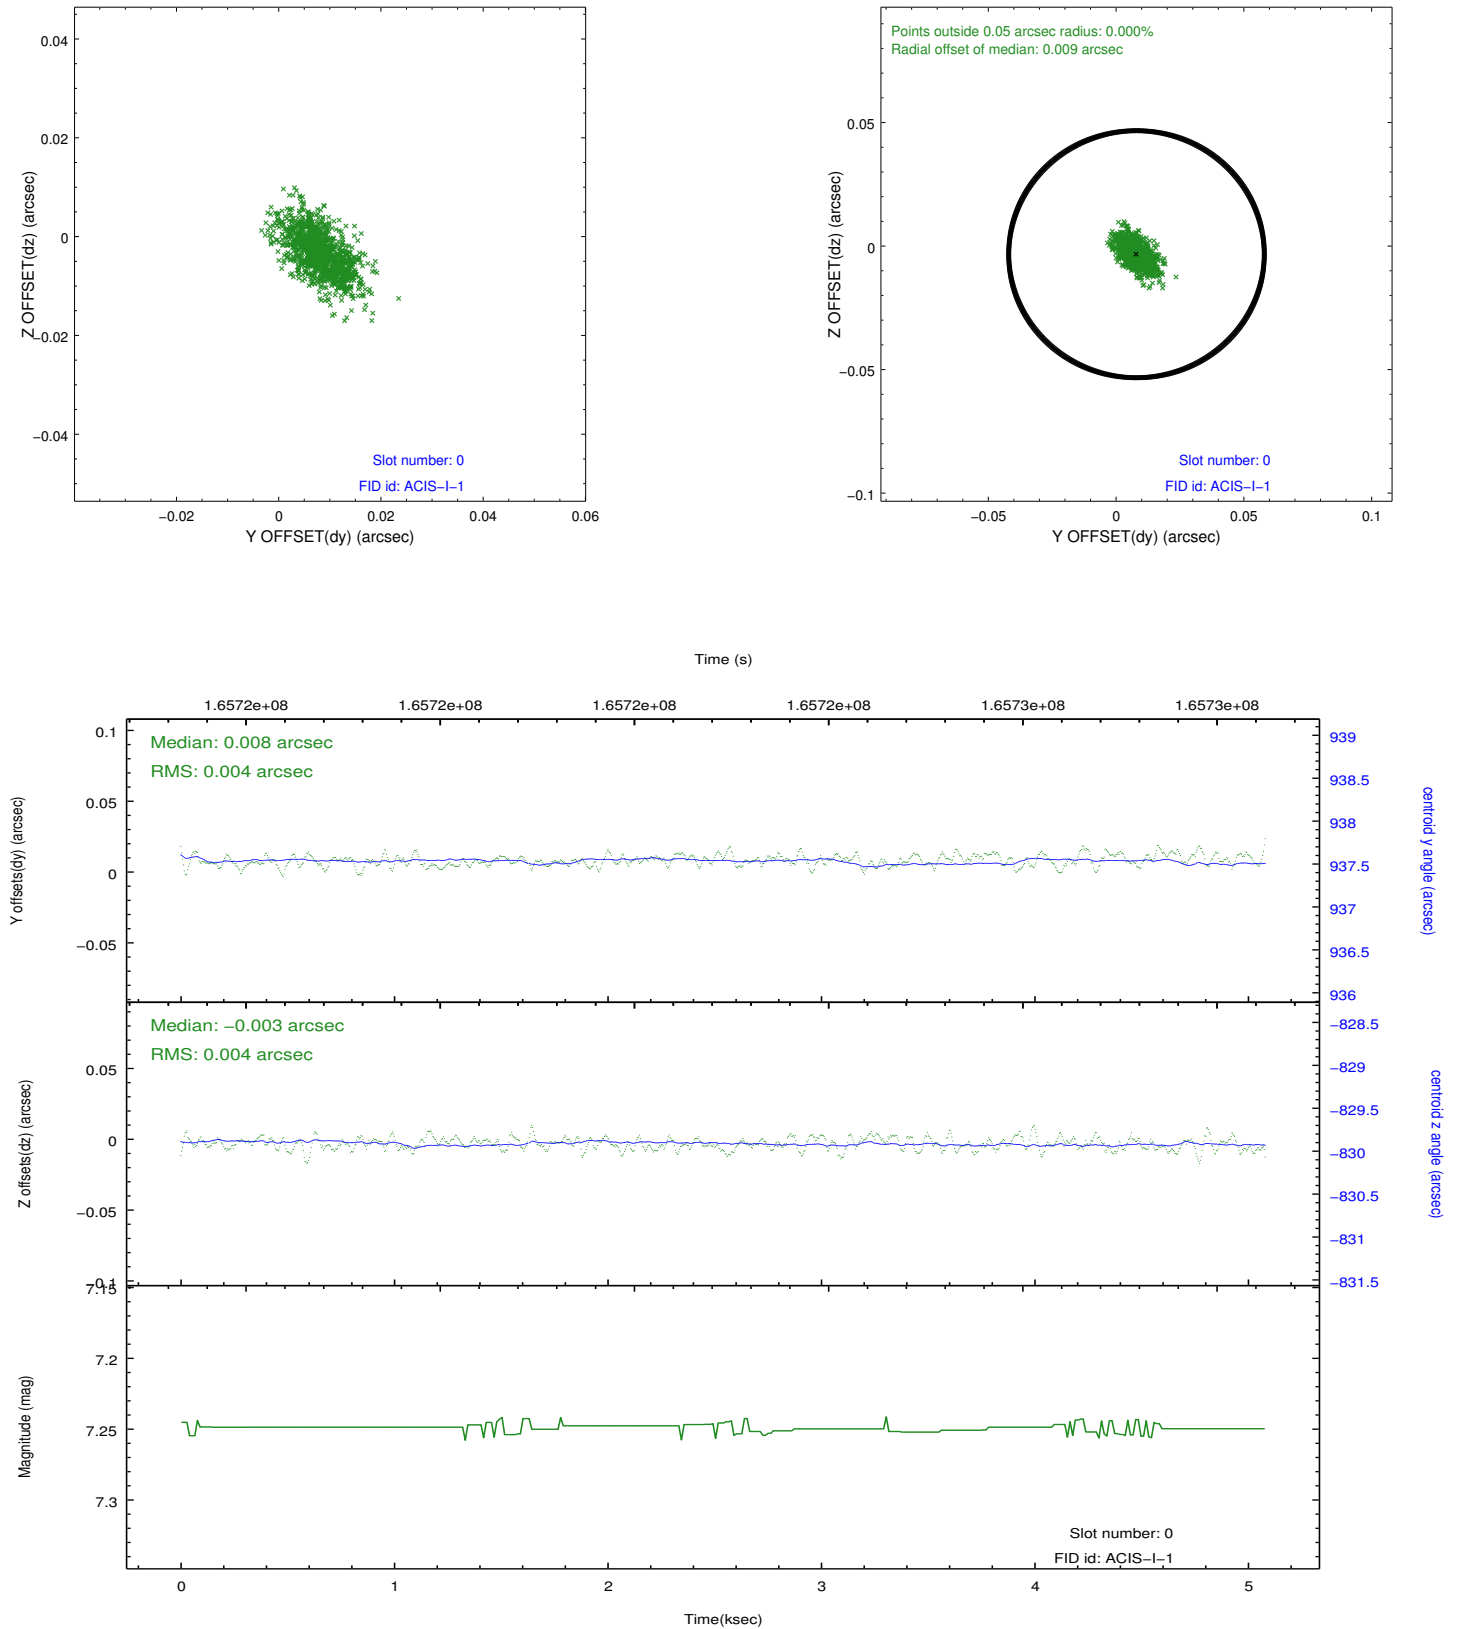 0.04
0.02
0
−0.02
−0.04
Z OFFSET(dz) (arcsec)
Slot number: 0
FID id: ACIS−I−1
−0.02 0 0.02 0.04 0.06
Y OFFSET(dy) (arcsec)
Points outside 0.05 arcsec radius: 0.000%
Radial offset of median: 0.009 arcsec
0.05
0
−0.05
−0.1
Z OFFSET(dz) (arcsec)
Slot number: 0
FID id: ACIS−I−1
−0.05 0 0.05 0.1
Y OFFSET(dy) (arcsec)
Time (s)
1.6572e+08 1.6572e+08 1.6572e+08 1.6572e+08 1.6573e+08 1.6573e+08
Median: 0.008 arcsec
RMS: 0.004 arcsec
0.1
0.05
0
−0.05
Y offsets(dy) (arcsec)
939
938.5
938
937.5
937
936.5
936
centroid y angle (arcsec)
Median: −0.003 arcsec
RMS: 0.004 arcsec
0.05
0
−0.05
−0.1
Z offsets(dz) (arcsec)
−828.5
−829
−829.5
−830
−830.5
−831
−831.5
centroid z angle (arcsec)
7.15
7.2
7.25
7.3
Magnitude (mag)
Slot number: 0
FID id: ACIS−I−1
0 1 2 3 4 5
Time(ksec)